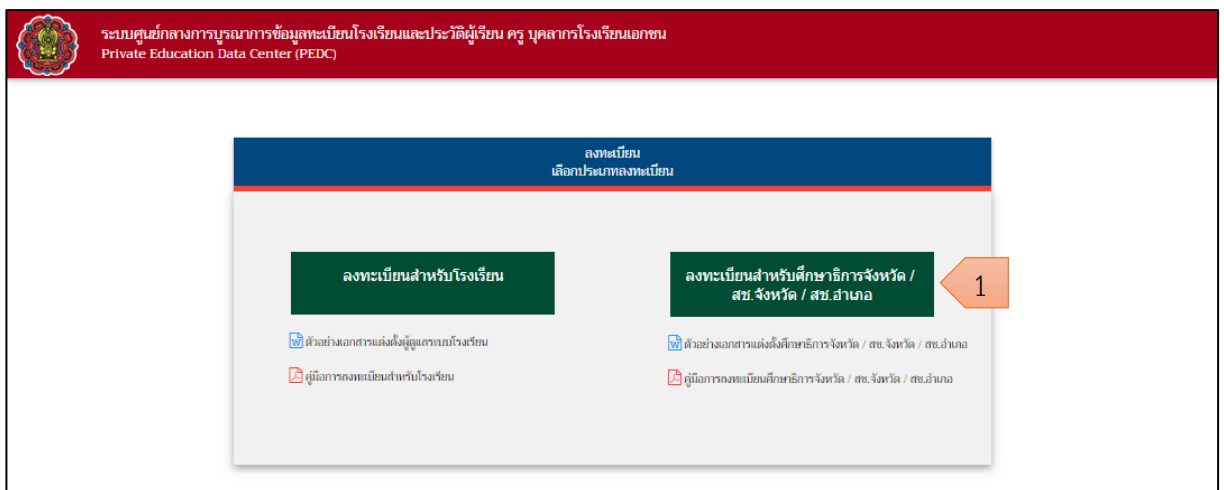 ระบบศูนย์กลางการบูรณาการข้อมูลทะเบียนโรงเรียนและประวัติผู้เรียน ครู บุคลากรโรงเรียนเอกชน
Private Education Data Center (PEDC)
ลงทะเบียน
เลือกประเภทลงทะเบียน
ลงทะเบียนสำหรับโรงเรียน
ลงทะเบียนสำหรับศึกษาธิการจังหวัด /
สช.จังหวัด / สช.อำเภอ
1
ตัวอย่างเอกสารแต่งตั้งผู้ดูแลระบบโรงเรียน
ตัวอย่างเอกสารแต่งตั้งศึกษาธิการจังหวัด / สช.จังหวัด / สช.อำเภอ
คู่มือการลงทะเบียนสำหรับโรงเรียน
คู่มือการลงทะเบียนศึกษาธิการจังหวัด / สช.จังหวัด / สช.อำเภอ